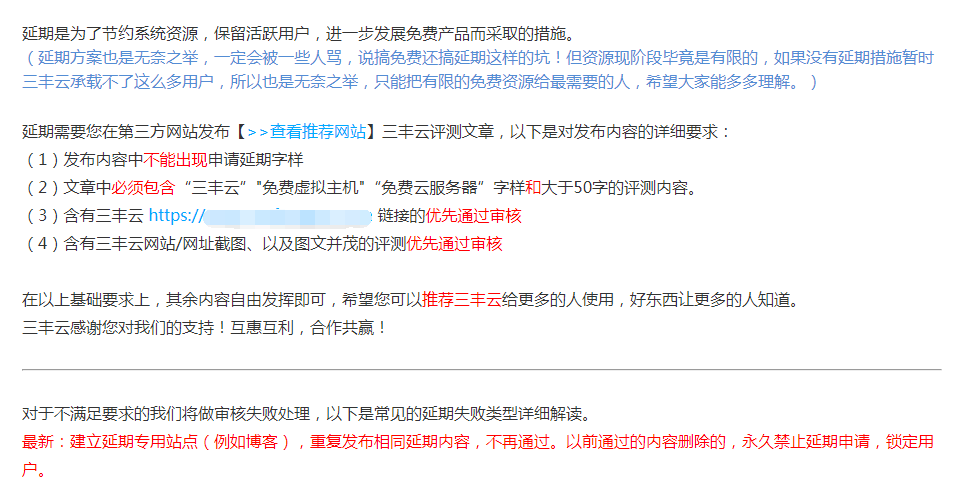 延期是为了节约系统资源，保留活跃用户，进一步发展免费产品而采取的措施。
（延期方案也是无奈之举，一定会被一些人骂，说搞免费还搞延期这样的坑！但资源现阶段毕竟是有限的，如果没有延期措施暂时
三丰云承载不了这么多用户，所以也是无奈之举，只能把有限的免费资源给最需要的人，希望大家能多多理解。）
延期需要您在第三方网站发布【>>查看推荐网站】三丰云评测文章，以下是对发布内容的详细要求：
（1）发布内容中不能出现申请延期字样
（2）文章中必须包含“三丰云”"免费虚拟主机"“免费云服务器”字样和大于50字的评测内容。
（3）含有三丰云 https:/ 链接的优先通过审核
（4）含有三丰云网站/网址截图、以及图文并茂的评测优先通过审核
在以上基础要求上，其余内容自由发挥即可，希望您可以推荐三丰云给更多的人使用，好东西让更多的人知道。
三丰云感谢您对我们的支持！互惠互利，合作共赢！
对于不满足要求的我们将做审核失败处理，以下是常见的延期失败类型详细解读。
最新：建立延期专用站点（例如博客），重复发布相同延期内容，不再通过。以前通过的内容删除的，永久禁止延期申请，锁定用
户。